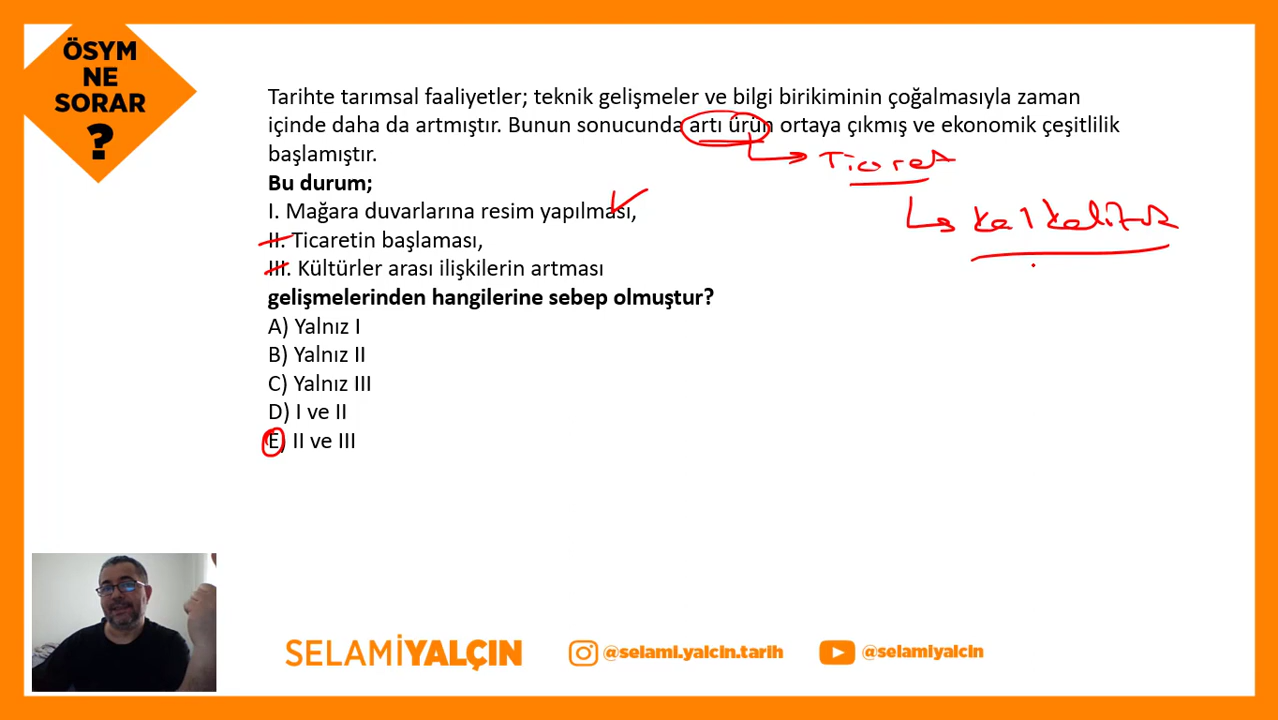 ÖSYM
NE
SORAR
?
Tarihte tarımsal faaliyetler; teknik gelişmeler ve bilgi birikiminin çoğalmasıyla zaman
içinde daha da artmıştır. Bunun sonucunda artı ürün ortaya çıkmış ve ekonomik çeşitlilik
başlamıştır.
Ticaret
Bu durum;
I. Mağara duvarlarına resim yapılması,
II. Ticaretin başlaması,
III. Kültürler arası ilişkilerin artması
gelişmelerinden hangilerine sebep olmuştur?
A) Yalnız I
B) Yalnız II
C) Yalnız III
D) I ve II
E) II ve III
SELAMİYALÇIN
@selami.yalcin.tarih
@selamiyalcin